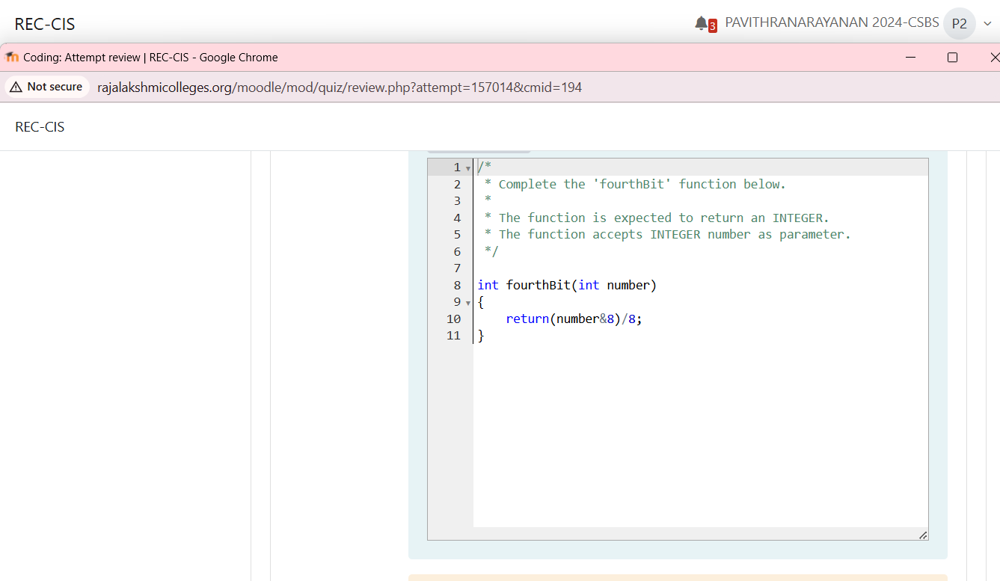 REC-CIS
3 PAVITHRANARAYANAN 2024-CSBS P2
Coding: Attempt review | REC-CIS - Google Chrome
Not secure rajalakshmicolleges.org/moodle/mod/quiz/review.php?attempt=157014&cmid=194
REC-CIS
1 /*
2  * Complete the 'fourthBit' function below.
3  *
4  * The function is expected to return an INTEGER.
5  * The function accepts INTEGER number as parameter.
6  */
7
8 int fourthBit(int number)
9 {
10     return(number&8)/8;
11 }